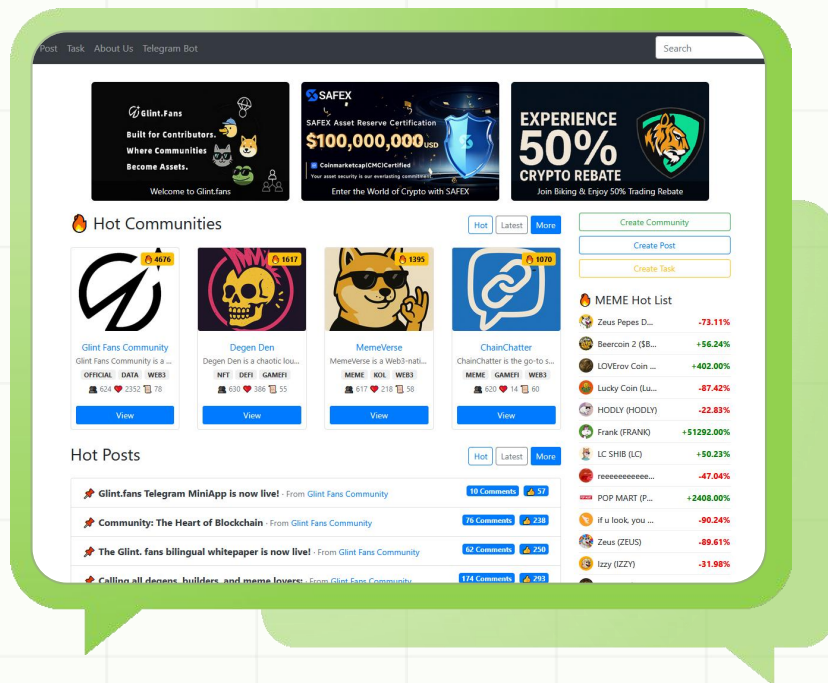 Post Task About Us Telegram Bot
Search
Glint.Fans
Built for Contributors.
Where Communities
Become Assets.
Welcome to Glint.fans
SAFEX
SAFEX Asset Reserve Certification
$100,000,000 USD
Coinmarketcap(CMC)Certified
Your asset security is our everlasting commitment
Enter the World of Crypto with SAFEX
EXPERIENCE
50%
CRYPTO REBATE
Join Biking & Enjoy 50% Trading Rebate
🔥 Hot Communities
Hot Latest More
4676
Glint Fans Community
Glint Fans Community is a ...
OFFICIAL DATA WEB3
624 2352 78
View
1617
Degen Den
Degen Den is a chaotic lou...
NFT DEFI GAMEFI
630 386 55
View
1395
MemeVerse
MemeVerse is a Web3-nati...
MEME KOL WEB3
617 218 58
View
1070
ChainChatter
ChainChatter is the go-to s...
MEME GAMEFI WEB3
620 14 60
View
Hot Posts
Hot Latest More
Glint.fans Telegram MiniApp is now live! · From Glint Fans Community 10 Comments 57
Community: The Heart of Blockchain · From Glint Fans Community 76 Comments 238
The Glint. fans bilingual whitepaper is now live! · From Glint Fans Community 62 Comments 250
Calling all degens, builders, and meme lovers: · From Glint Fans Community 174 Comments 293
Create Community
Create Post
Create Task
🔥 MEME Hot List
Zeus Pepes D... -73.11%
Beercoin 2 ($B... +56.24%
LOVErov Coin ... +402.00%
Lucky Coin (Lu... -87.42%
HODLY (HODLY) -22.83%
Frank (FRANK) +51292.00%
LC SHIB (LC) +50.23%
reeeeeeeeeee... -47.04%
POP MART (P... +2408.00%
if u look, you ... -90.24%
Zeus (ZEUS) -89.61%
Izzy (IZZY) -31.98%